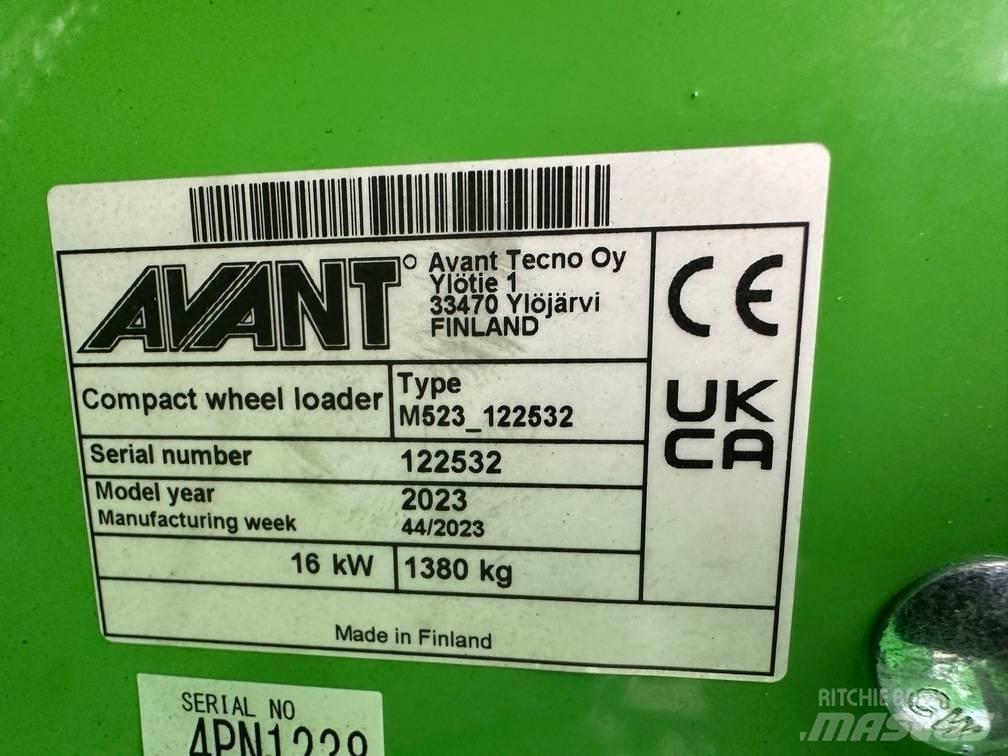 AVANT
Avant Tecno Oy
Ylötie 1
33470 Ylöjärvi
FINLAND
Compact wheel loader
Type
M523_122532
Serial number 122532
Model year 2023
Manufacturing week 44/2023
16 kW 1380 kg
Made in Finland
CE
UK
CA
SERIAL NO
RITCHIE